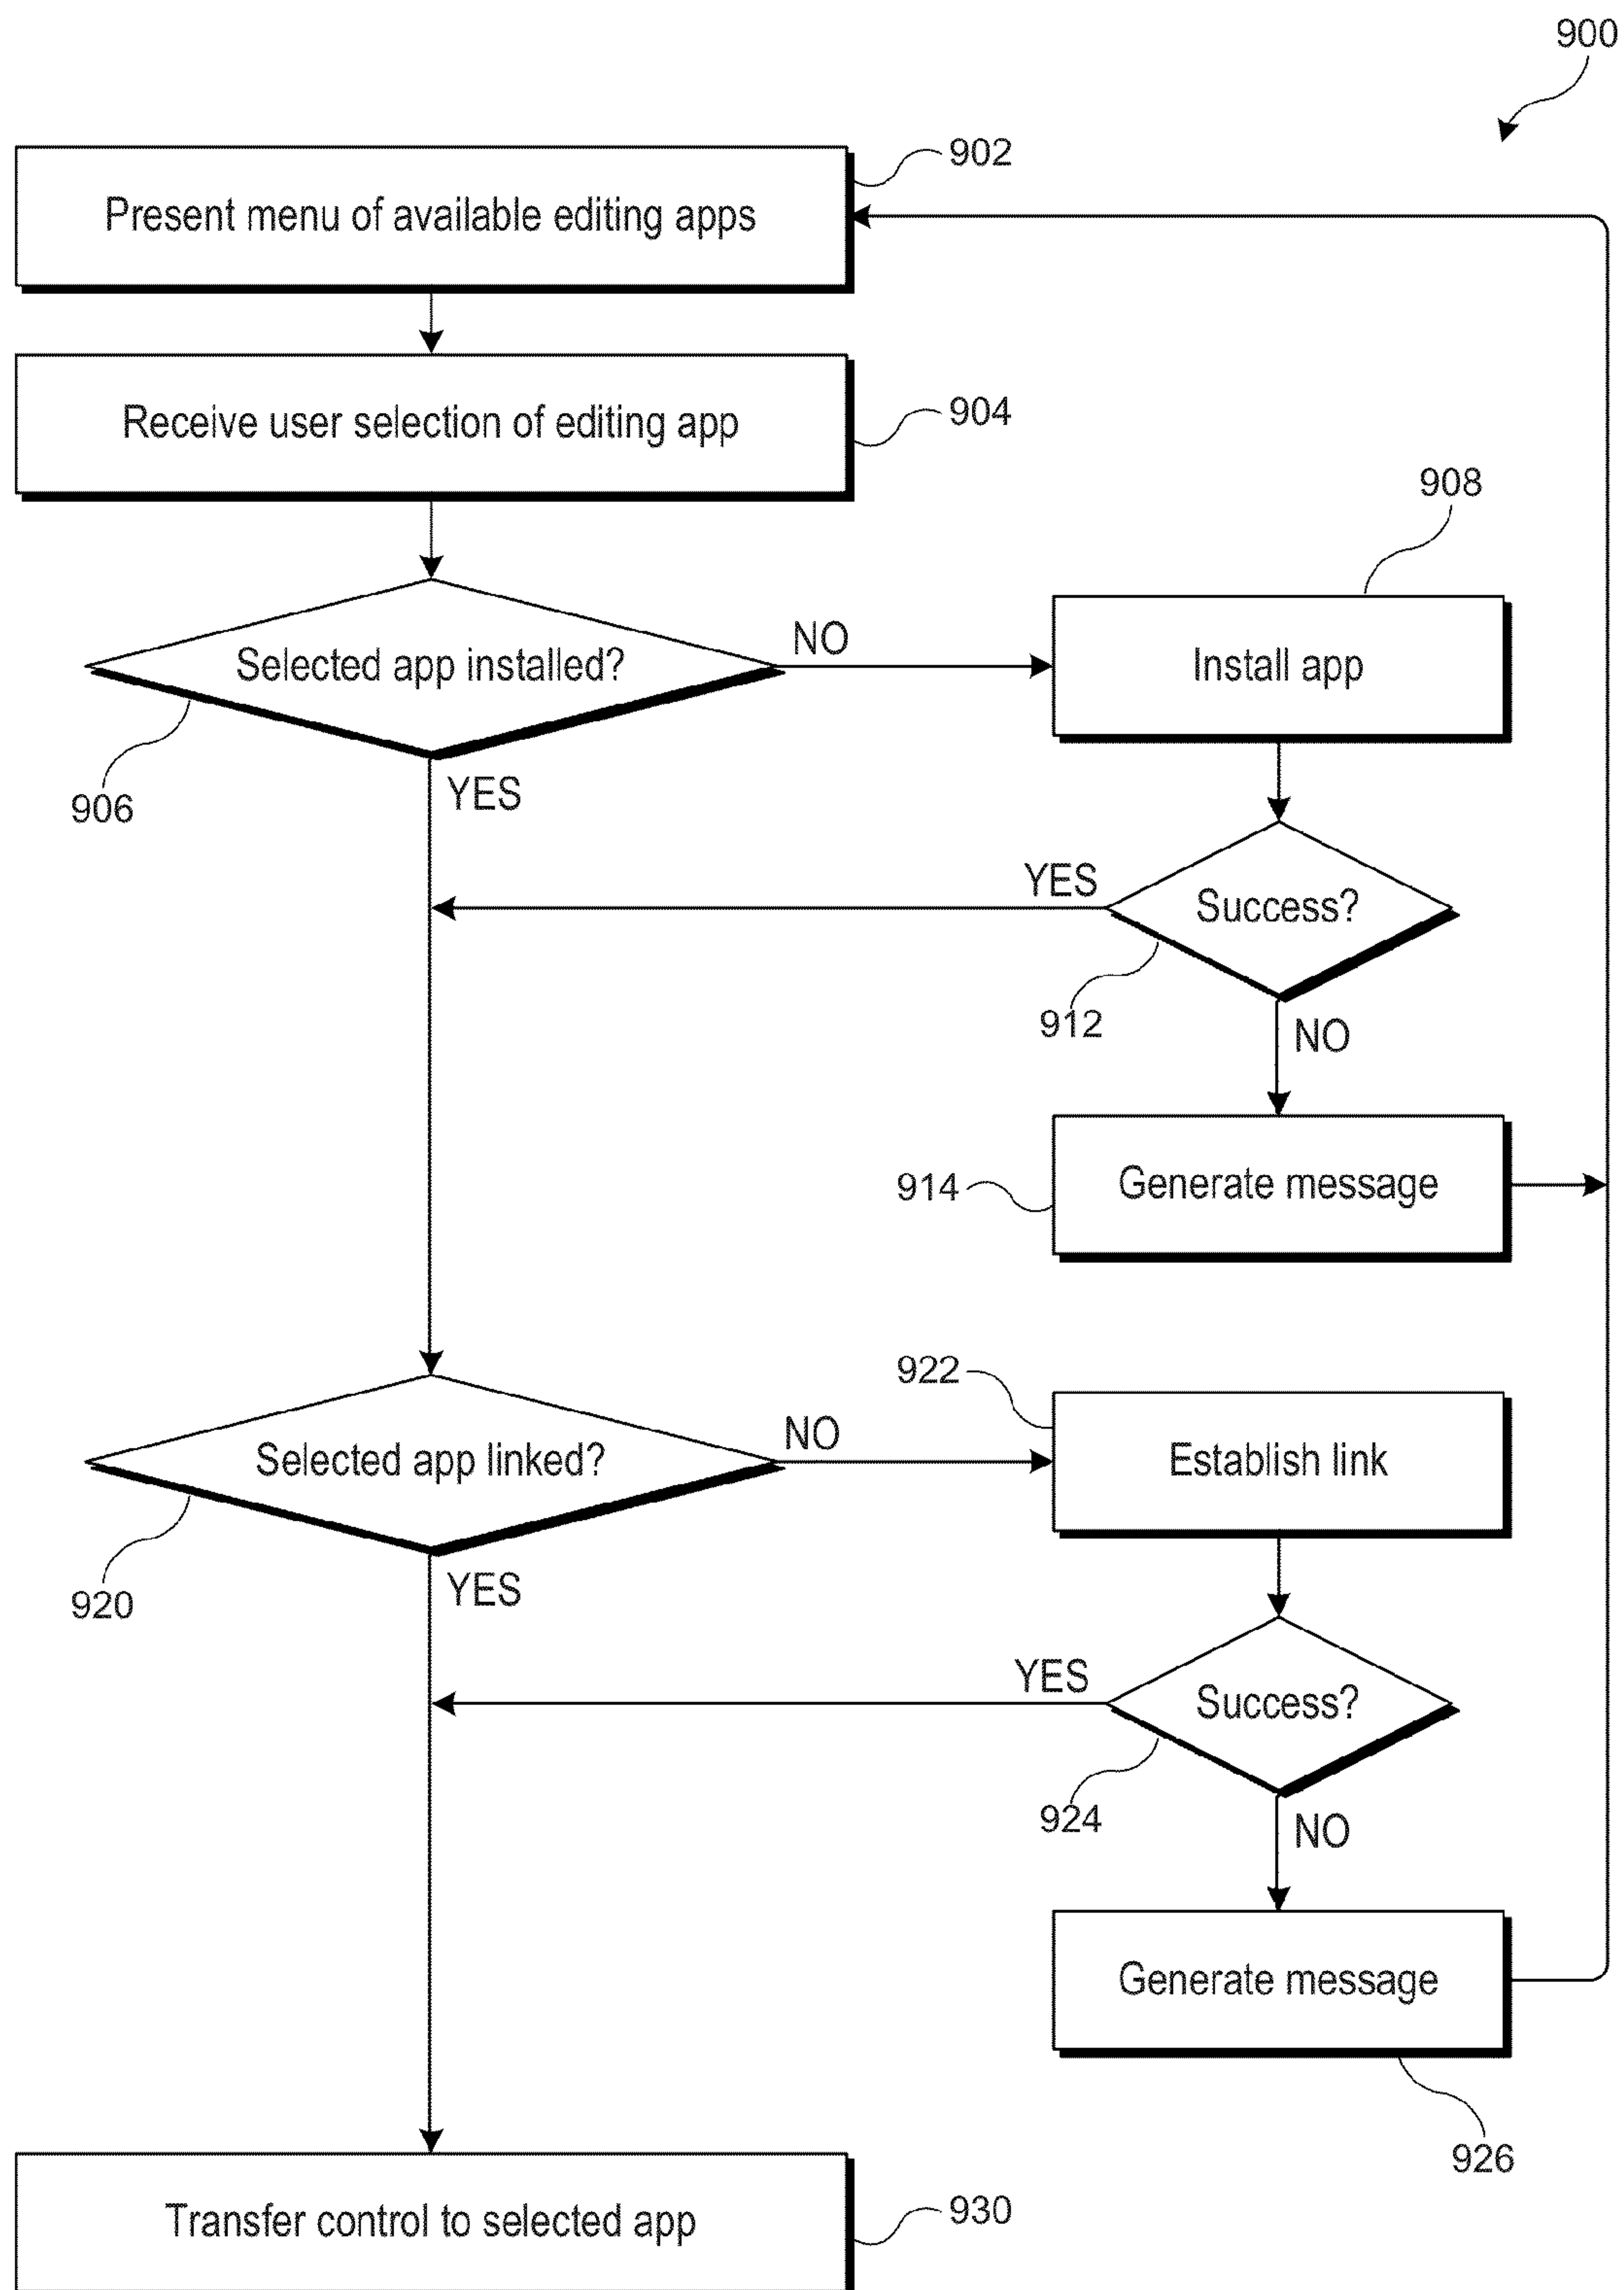 900
902
Present menu of available editing apps
904
Receive user selection of editing app
908
Selected app installed?
NO
Install app
906
YES
YES
Success?
912
NO
914
Generate message
922
Selected app linked?
NO
Establish link
920
YES
YES
Success?
924
NO
Generate message
926
Transfer control to selected app
930